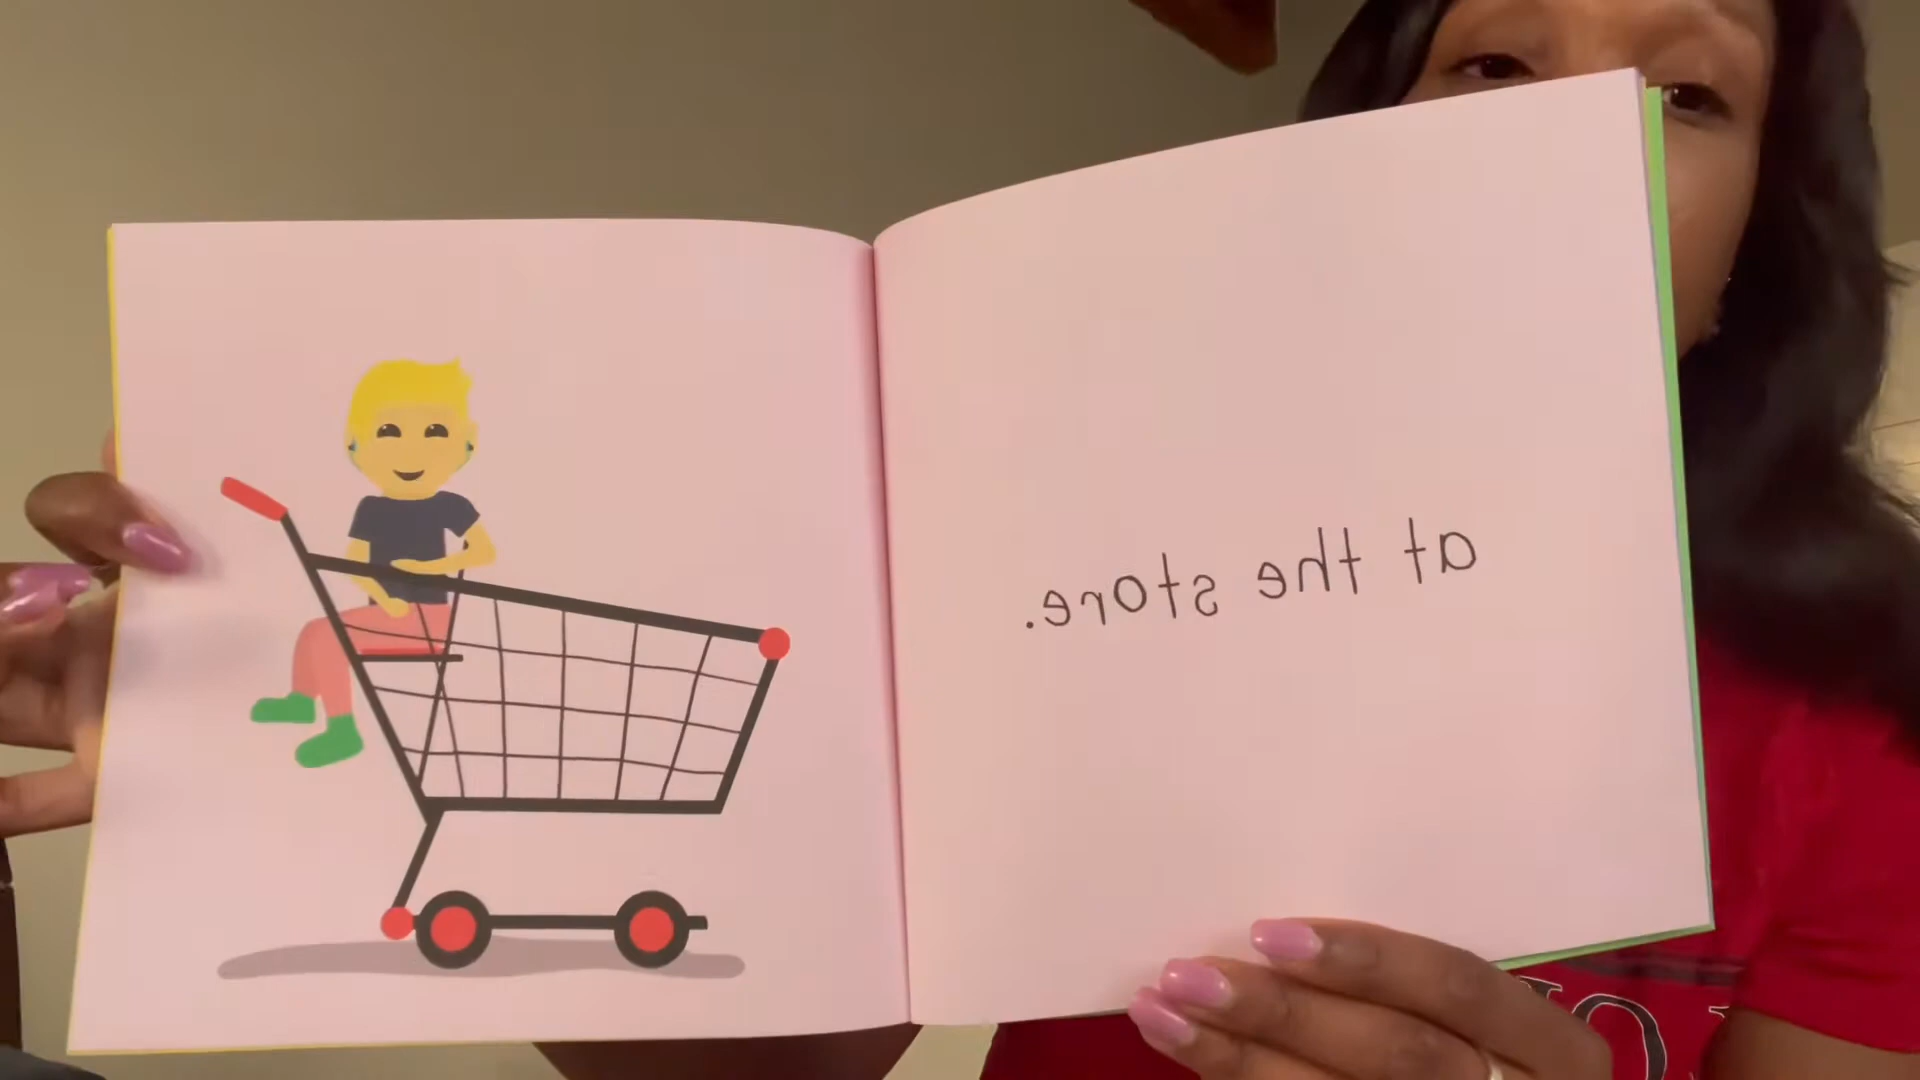 at the store.